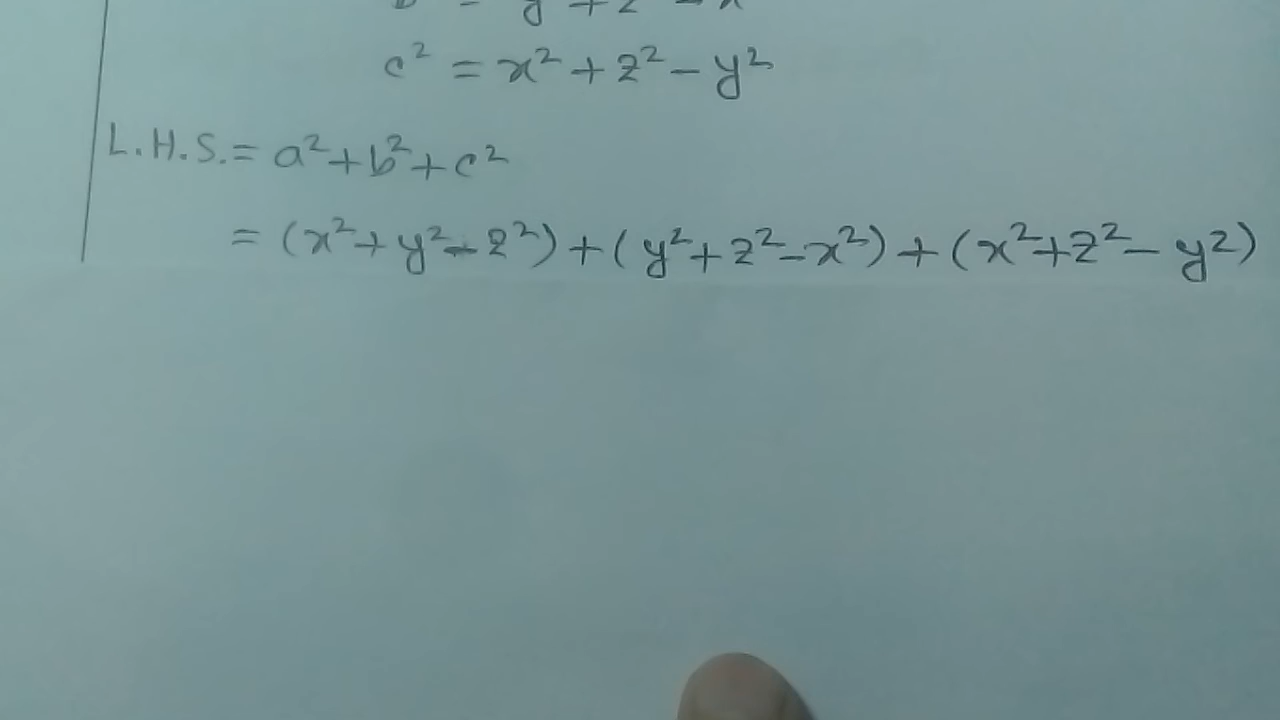 c² = x² + z² - y²
L.H.S. = a² + b² + c²
= (x² + y² - z²) + (y² + z² - x²) + (x² + z² - y²)